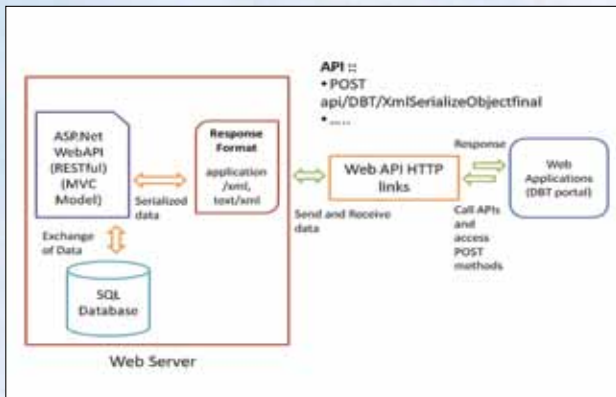 API ::
•POST
api/DBT/XmlSerializeObjectfinal
•.....
ASP.Net
WebAPI
(RESTful)
(MVC
Model)
Serialized
data
Response
Format
application
/xml,
text/xml
Send and Receive
data
Web API HTTP
links
Response
Call APIs
and
access
POST
methods
Web
Applications
(DBT portal)
Exchange
of Data
SQL
Database
Web Server